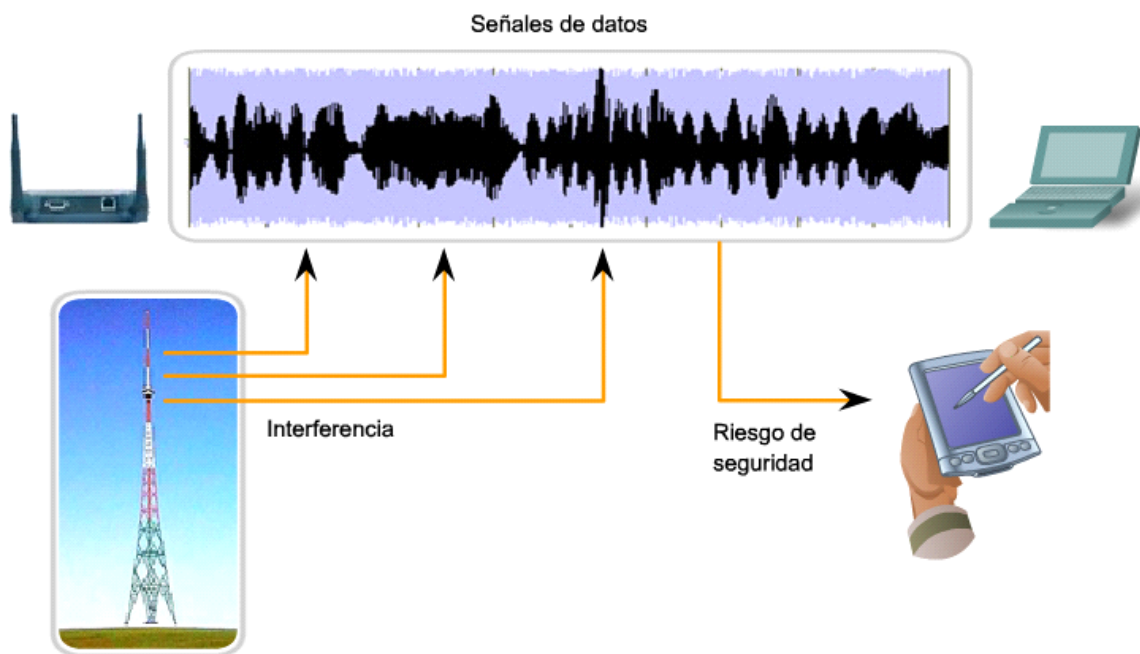 Señales de datos
Interferencia
Riesgo de
seguridad